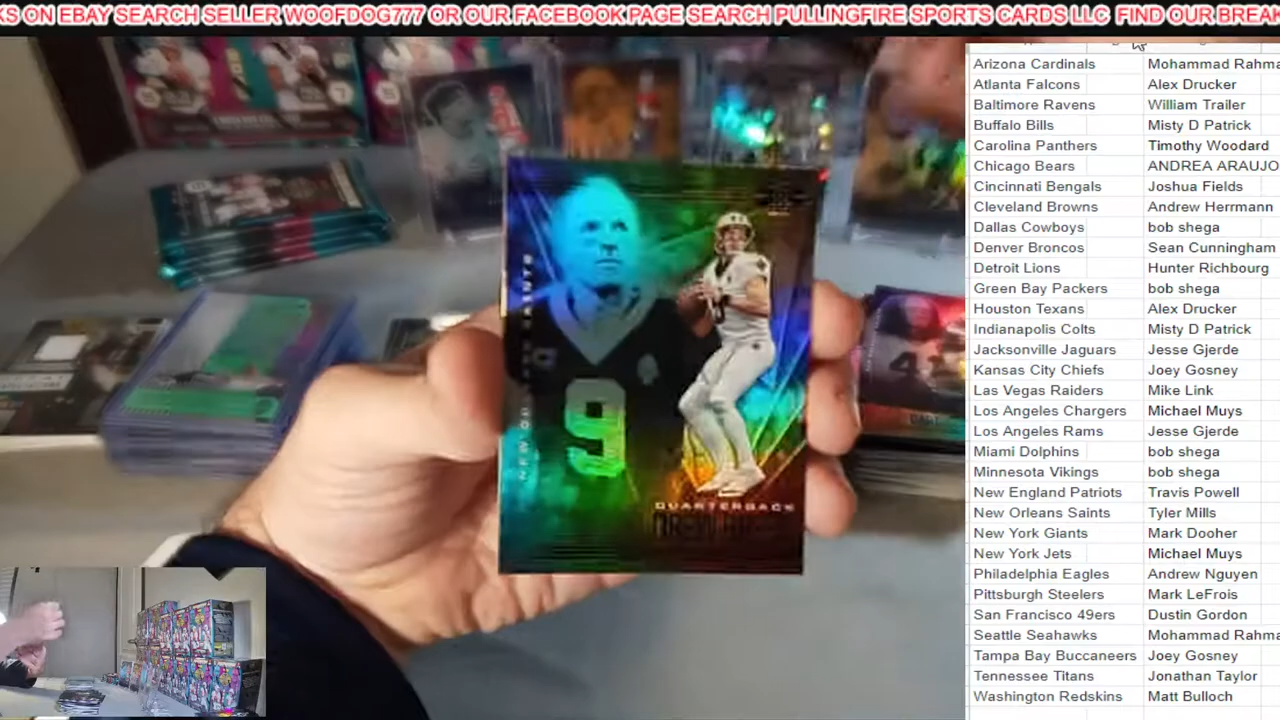 KS ON EBAY SEARCH SELLER WOOFDOG777 OR OUR FACEBOOK PAGE SEARCH PULLINGFIRE SPORTS CARDS LLC FIND OUR BREAK
Arizona Cardinals Mohammad Rahma
Atlanta Falcons Alex Drucker
Baltimore Ravens William Trailer
Buffalo Bills Misty D Patrick
Carolina Panthers Timothy Woodard
Chicago Bears ANDREA ARAUJO
Cincinnati Bengals Joshua Fields
Cleveland Browns Andrew Herrmann
Dallas Cowboys bob shega
Denver Broncos Sean Cunningham
Detroit Lions Hunter Richbourg
Green Bay Packers bob shega
Houston Texans Alex Drucker
Indianapolis Colts Misty D Patrick
Jacksonville Jaguars Jesse Gjerde
Kansas City Chiefs Joey Gosney
Las Vegas Raiders Mike Link
Los Angeles Chargers Michael Muys
Los Angeles Rams Jesse Gjerde
Miami Dolphins bob shega
Minnesota Vikings bob shega
New England Patriots Travis Powell
New Orleans Saints Tyler Mills
New York Giants Mark Dooher
New York Jets Michael Muys
Philadelphia Eagles Andrew Nguyen
Pittsburgh Steelers Mark LeFrois
San Francisco 49ers Dustin Gordon
Seattle Seahawks Mohammad Rahma
Tampa Bay Buccaneers Joey Gosney
Tennessee Titans Jonathan Taylor
Washington Redskins Matt Bulloch
NEW ORLEANS SAINTS
9
QUARTERBACK
DREW BREES